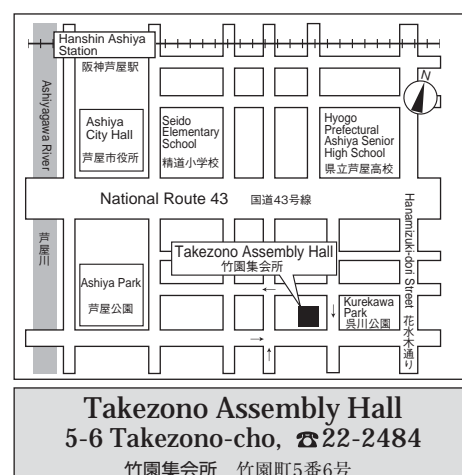 Hanshin Ashiya
Station
阪神芦屋駅
N
Ashiyagawa River
芦屋川
Ashiya
City Hall
芦屋市役所
Seido
Elementary
School
精道小学校
Hyogo
Prefectural
Ashiya Senior
High School
県立芦屋高校
National Route 43 国道43号線
Hanamizuki-dori Street 花水木通り
Takezono Assembly Hall
竹園集会所
Ashiya Park
芦屋公園
←
↓
Kurekawa
Park
呉川公園
→
↑
Takezono Assembly Hall
5-6 Takezono-cho, ☎22-2484
竹園集会所 竹園町5番6号